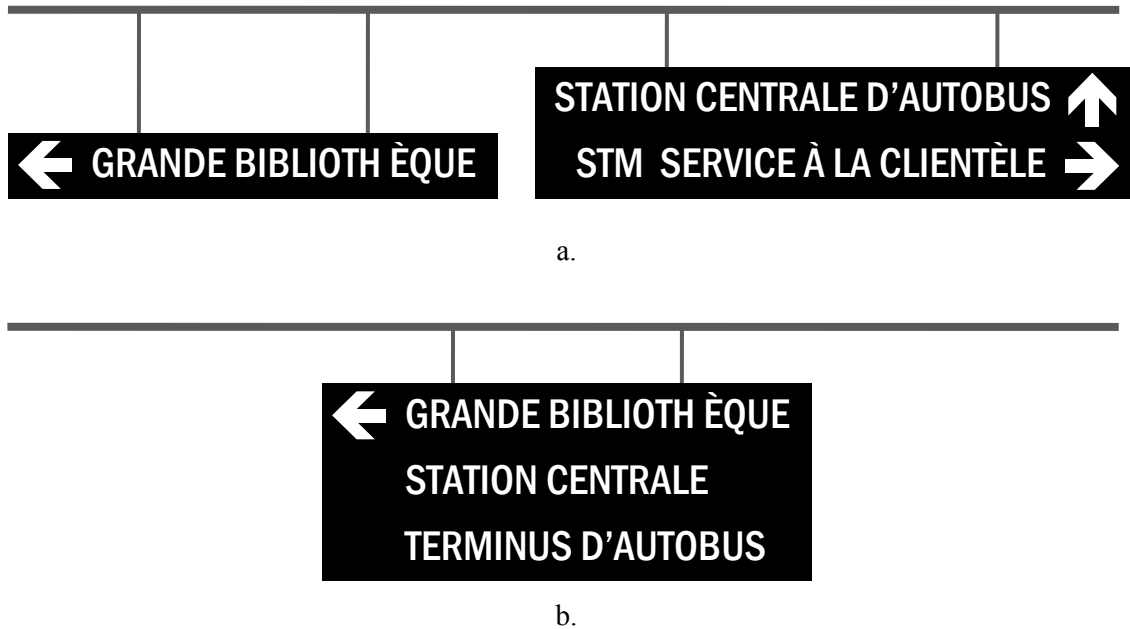 GRANDE BIBLIOTH ÈQUE
STATION CENTRALE D’AUTOBUS
STM SERVICE À LA CLIENTÈLE
a.
GRANDE BIBLIOTH ÈQUE
STATION CENTRALE
TERMINUS D’AUTOBUS
b.